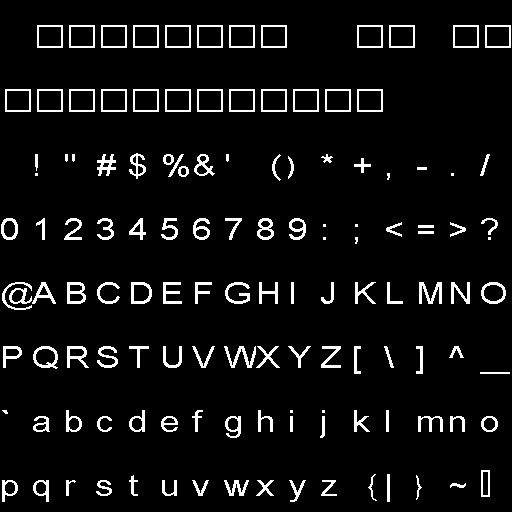 □□□□□□□□ □□ □□
□□□□□□□□□□□□
! " # $ % & ' ( ) * + , - . /
0 1 2 3 4 5 6 7 8 9 : ; < = > ?
@ A B C D E F G H I J K L M N O
P Q R S T U V W X Y Z [ \ ] ^ _
` a b c d e f g h i j k l m n o
p q r s t u v w x y z { | } ~ ▯